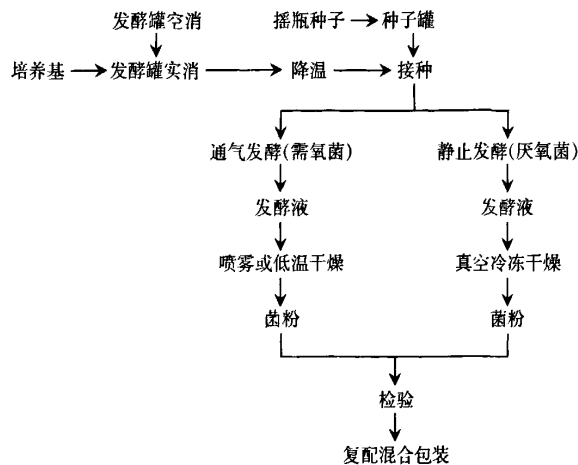 发酵罐空消
摇瓶种子
种子罐
培养基
发酵罐实消
降温
接种
通气发酵(需氧菌)
静止发酵(厌氧菌)
发酵液
发酵液
喷雾或低温干燥
真空冷冻干燥
菌粉
菌粉
检验
复配混合包装